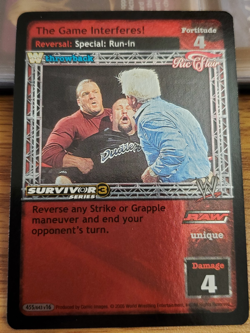 The Game Interferes!
Fortitude
4
Reversal: Special: Run-in
Throwback
Ric Flair
Dudley
SURVIVOR 3
SERIES
Reverse any Strike or Grapple
maneuver and end your
opponent's turn.
RAW
unique
Damage
4